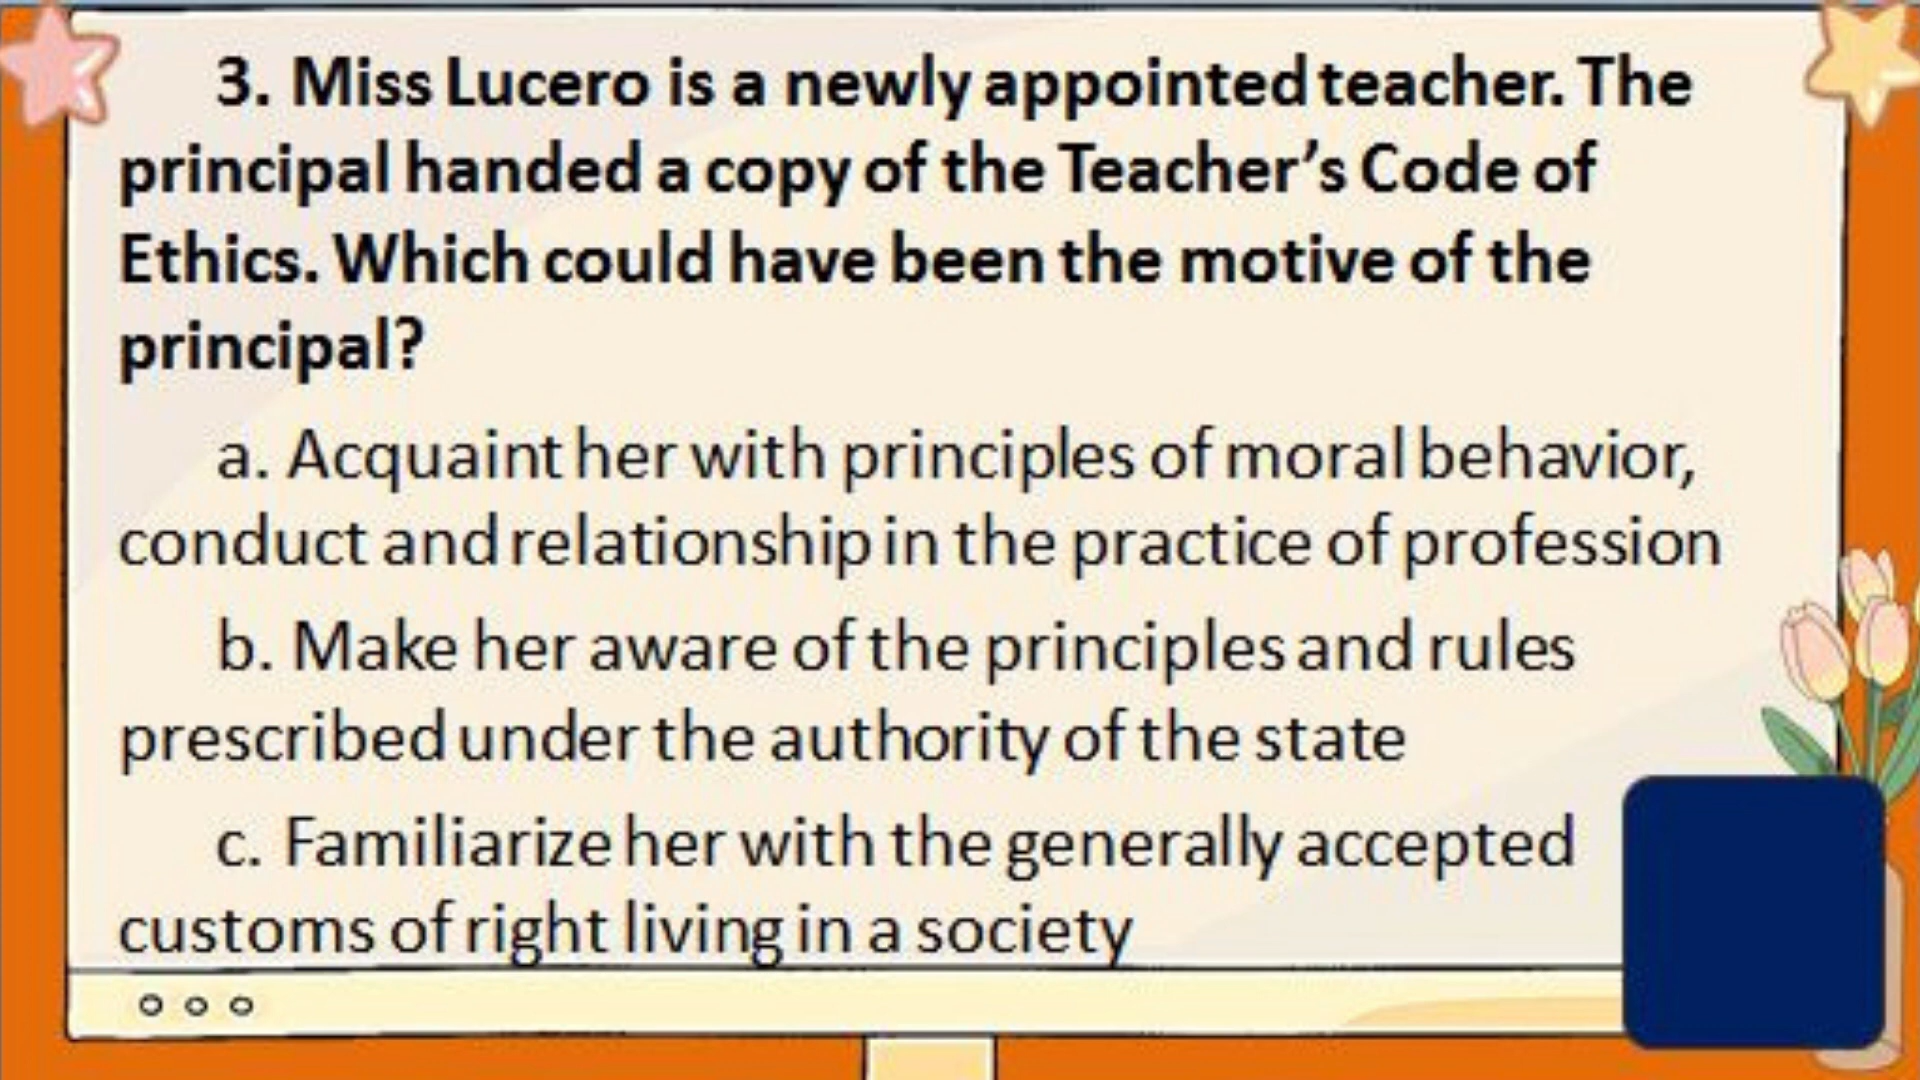 3. Miss Lucero is a newly appointed teacher. The
principal handed a copy of the Teacher’s Code of
Ethics. Which could have been the motive of the
principal?
a. Acquaint her with principles of moral behavior,
conduct and relationship in the practice of profession
b. Make her aware of the principles and rules
prescribed under the authority of the state
c. Familiarize her with the generally accepted
customs of right living in a society